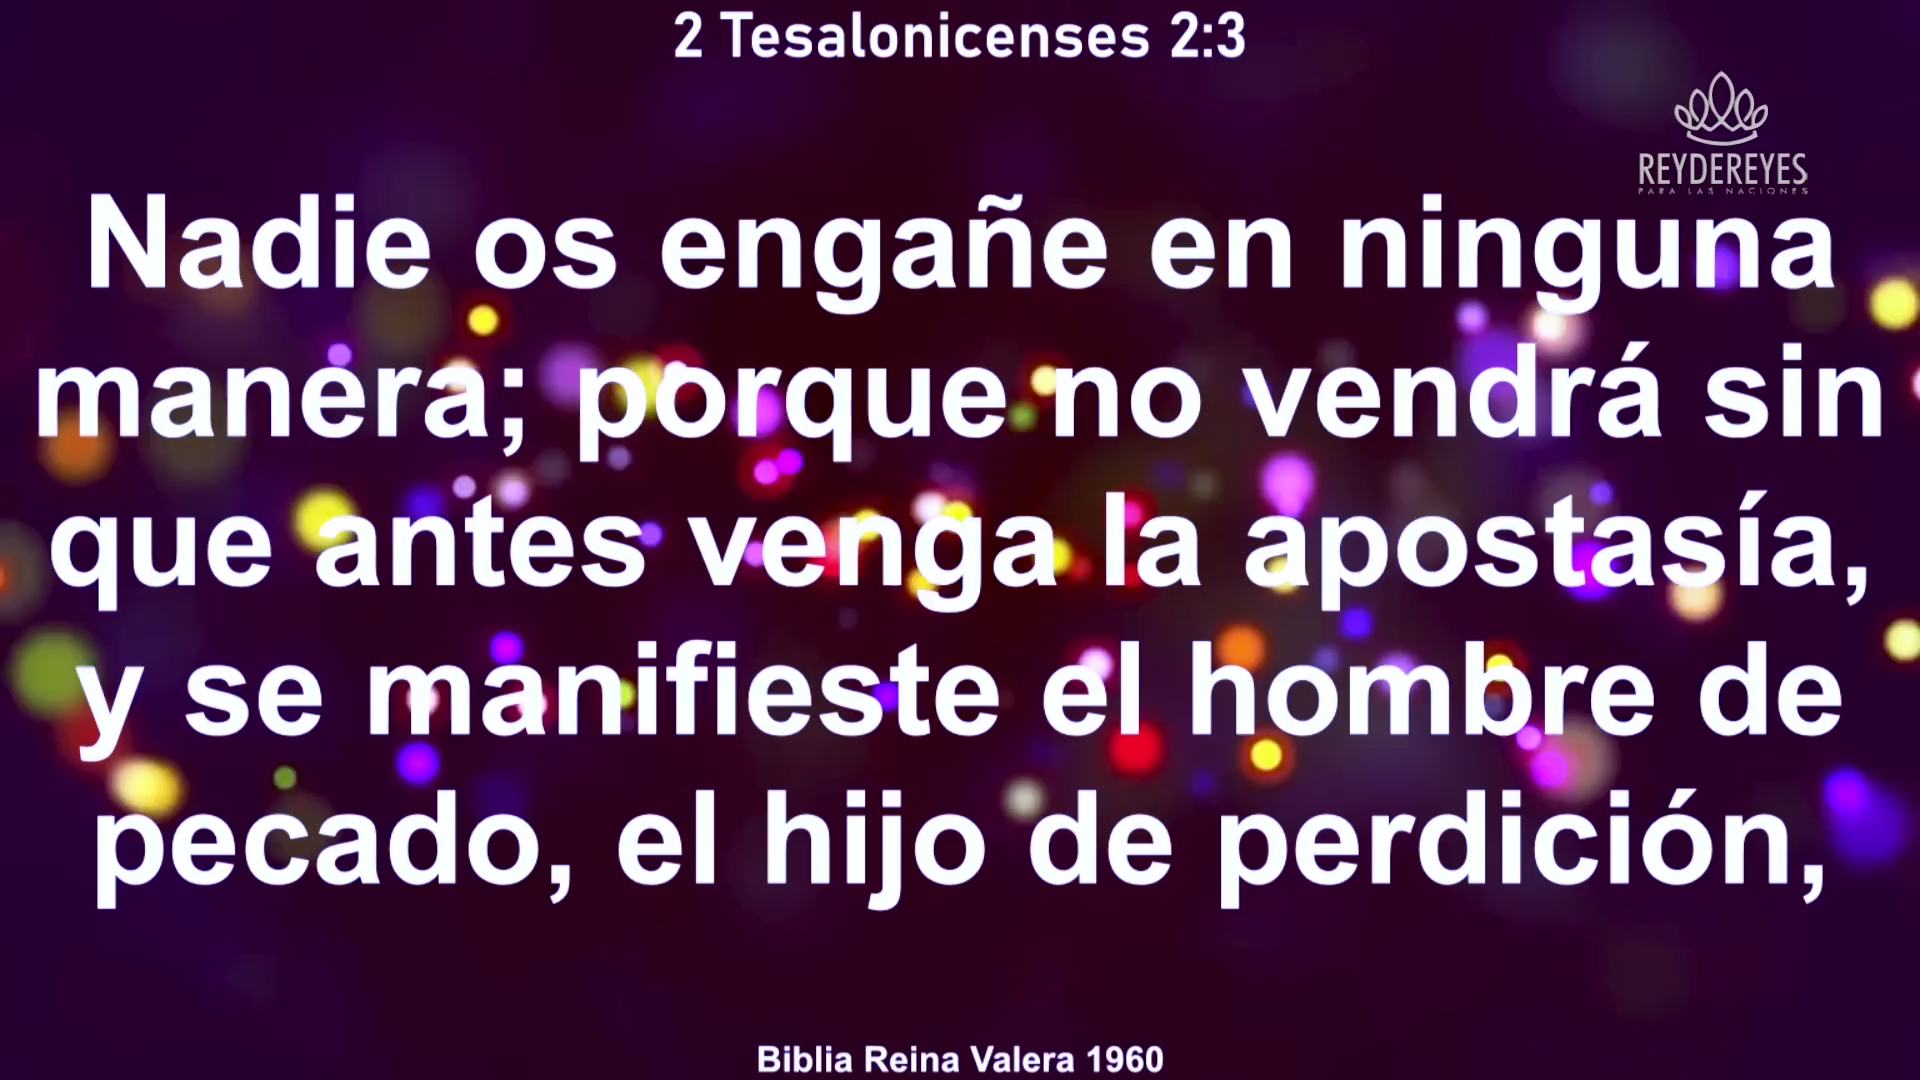 2 Tesalonicenses 2:3
REYDEREYES
PARA LAS NACIONES
Nadie os engañe en ninguna
manera; porque no vendrá sin
que antes venga la apostasía,
y se manifieste el hombre de
pecado, el hijo de perdición,
Biblia Reina Valera 1960